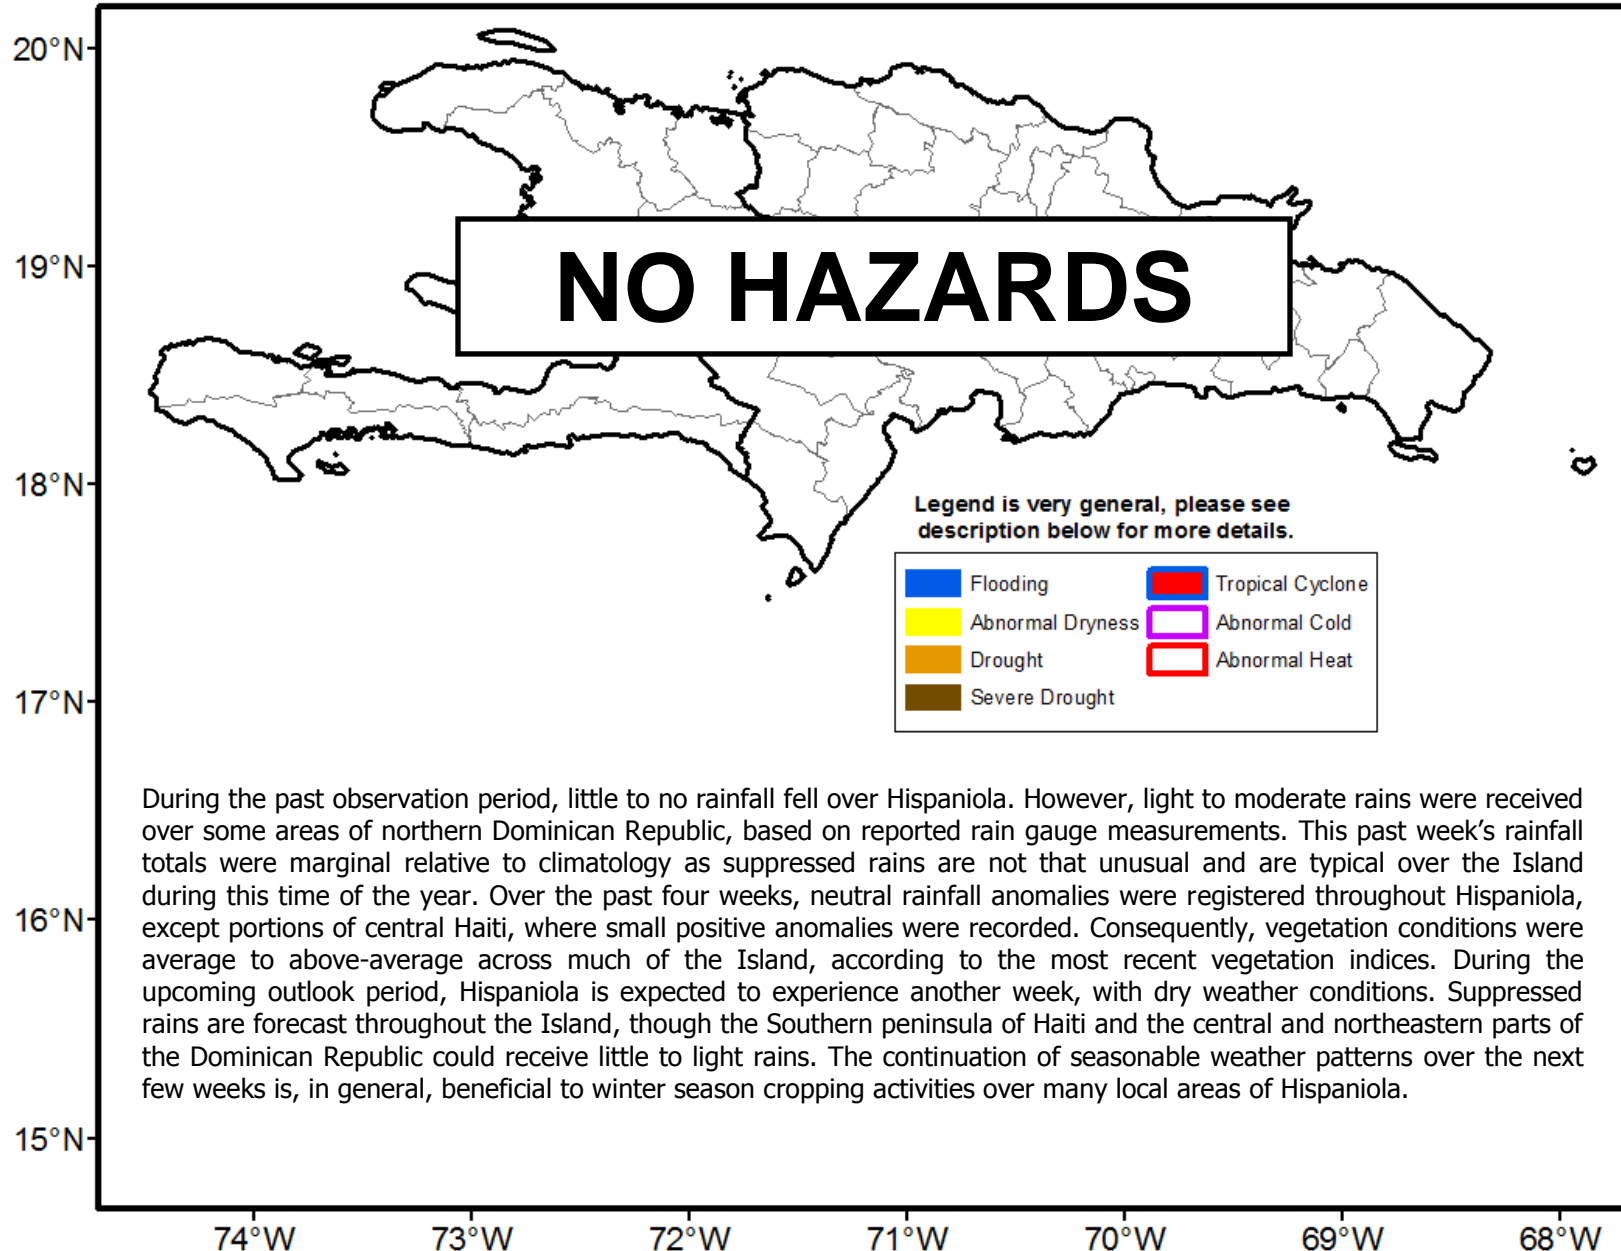 20°N
19°N
18°N
17°N
16°N
15°N
NO HAZARDS
Legend is very general, please see
description below for more details.
Flooding
Tropical Cyclone
Abnormal Dryness
Abnormal Cold
Drought
Abnormal Heat
Severe Drought
During the past observation period, little to no rainfall fell over Hispaniola. However, light to moderate rains were received
over some areas of northern Dominican Republic, based on reported rain gauge measurements. This past week’s rainfall
totals were marginal relative to climatology as suppressed rains are not that unusual and are typical over the Island
during this time of the year. Over the past four weeks, neutral rainfall anomalies were registered throughout Hispaniola,
except portions of central Haiti, where small positive anomalies were recorded. Consequently, vegetation conditions were
average to above-average across much of the Island, according to the most recent vegetation indices. During the
upcoming outlook period, Hispaniola is expected to experience another week, with dry weather conditions. Suppressed
rains are forecast throughout the Island, though the Southern peninsula of Haiti and the central and northeastern parts of
the Dominican Republic could receive little to light rains. The continuation of seasonable weather patterns over the next
few weeks is, in general, beneficial to winter season cropping activities over many local areas of Hispaniola.
74°W 73°W 72°W 71°W 70°W 69°W 68°W